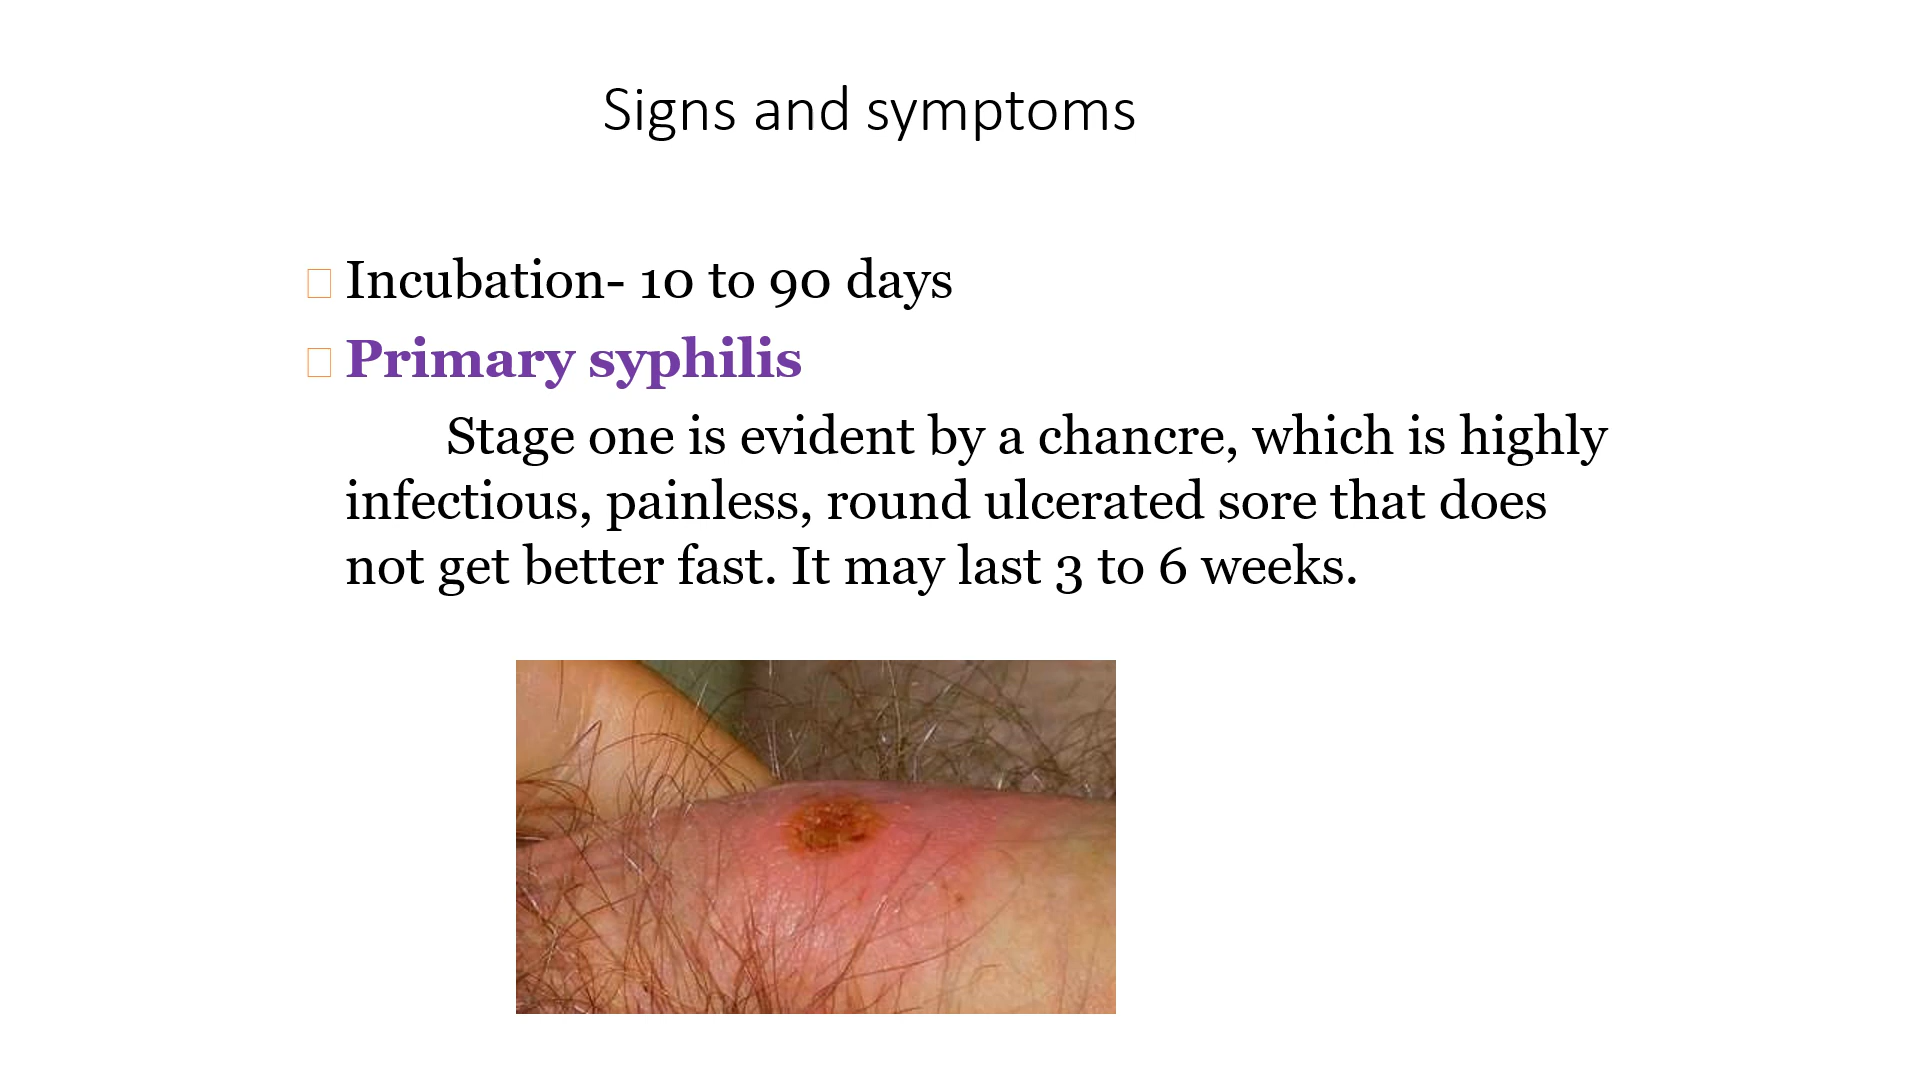 Signs and symptoms
Incubation- 10 to 90 days
Primary syphilis
Stage one is evident by a chancre, which is highly
infectious, painless, round ulcerated sore that does
not get better fast. It may last 3 to 6 weeks.